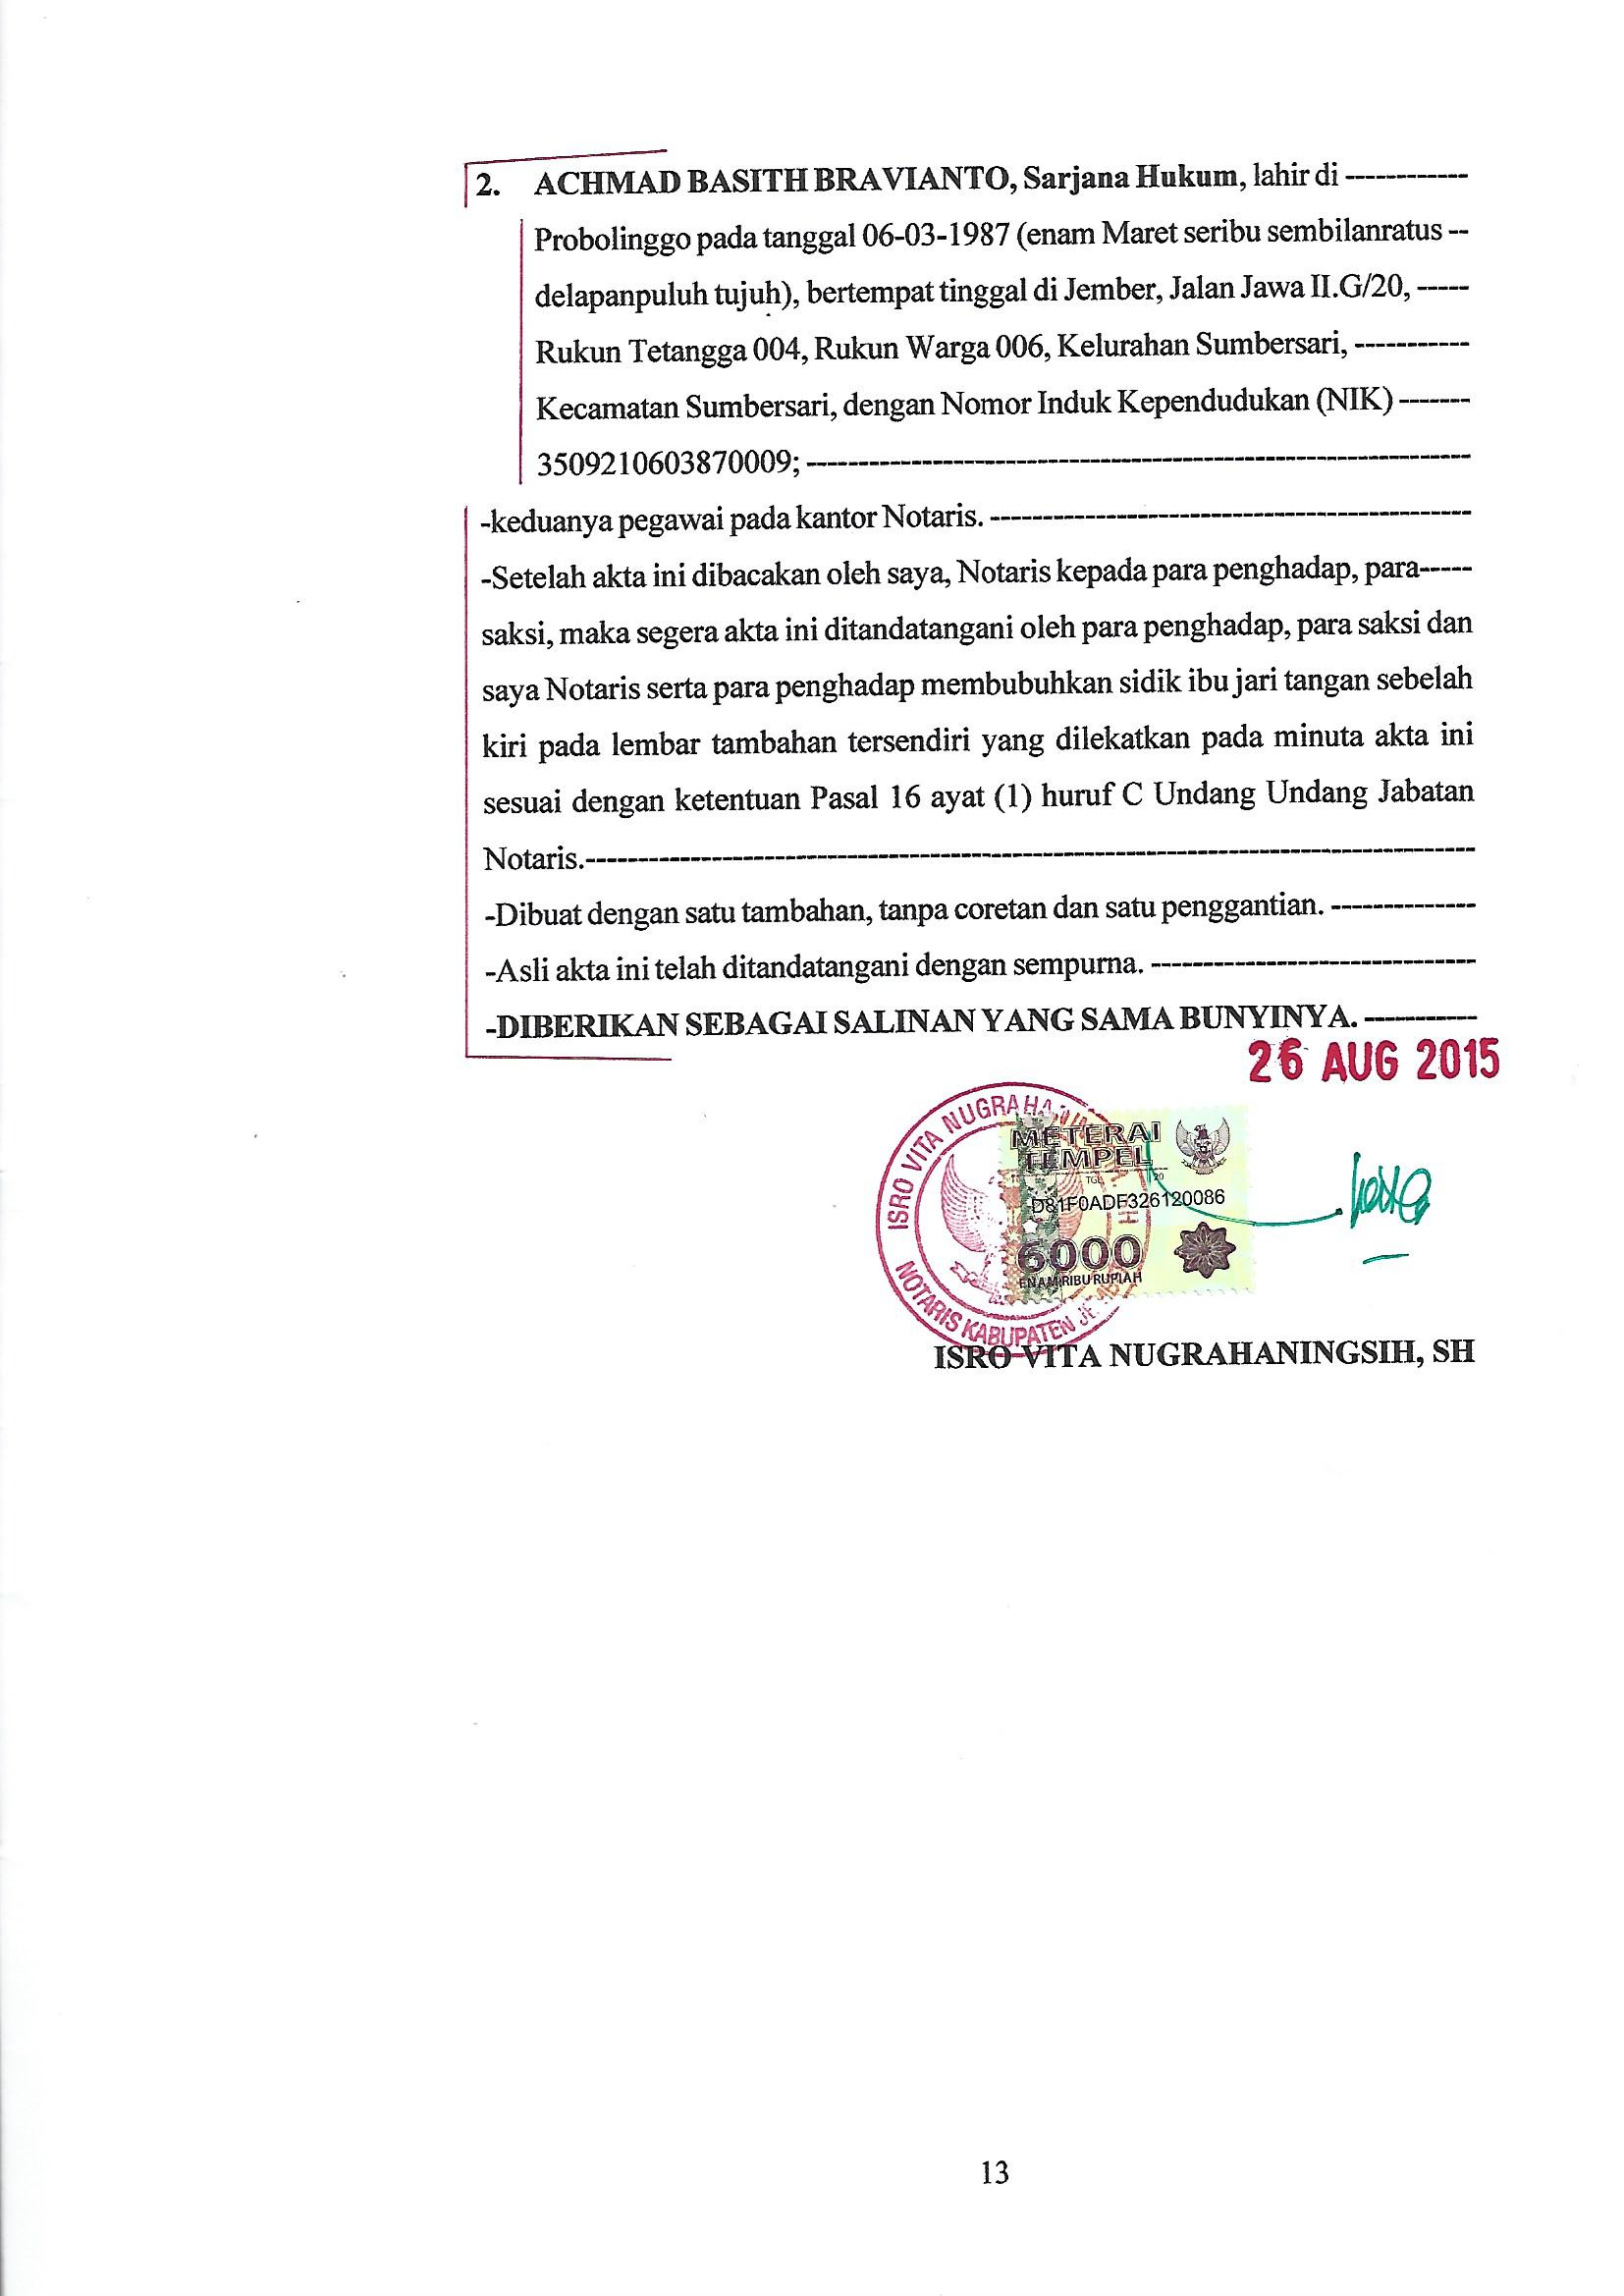 2. ACHMAD BASITH BRAVIANTO, Sarjana Hukum, lahir di ------------
Probolinggo pada tanggal 06-03-1987 (enam Maret seribu sembilanratus --
delapanpuluh tujuh), bertempat tinggal di Jember, Jalan Jawa II.G/20, -----
Rukun Tetangga 004, Rukun Warga 006, Kelurahan Sumbersari, -----------
Kecamatan Sumbersari, dengan Nomor Induk Kependudukan (NIK) -------
3509210603870009; ----------------------------------------------------------------
-keduanya pegawai pada kantor Notaris. ----------------------------------------------
-Setelah akta ini dibacakan oleh saya, Notaris kepada para penghadap, para-----
saksi, maka segera akta ini ditandatangani oleh para penghadap, para saksi dan
saya Notaris serta para penghadap membubuhkan sidik ibu jari tangan sebelah
kiri pada lembar tambahan tersendiri yang dilekatkan pada minuta akta ini
sesuai dengan ketentuan Pasal 16 ayat (1) huruf C Undang Undang Jabatan
Notaris.--------------------------------------------------------------------------------------
-Dibuat dengan satu tambahan, tanpa coretan dan satu penggantian. --------------
-Asli akta ini telah ditandatangani dengan sempurna. -------------------------------
-DIBERIKAN SEBAGAI SALINAN YANG SAMA BUNYINYA. -----------
26 AUG 2015
ISRO VITA NUGRAHA
METERAI
TEMPEL
TGL 20
D81F0ADF326120086
6000
ENAM RIBU RUPIAH
NOTARIS KABUPATEN
ISRO VITA NUGRAHANINGSIH, SH
13